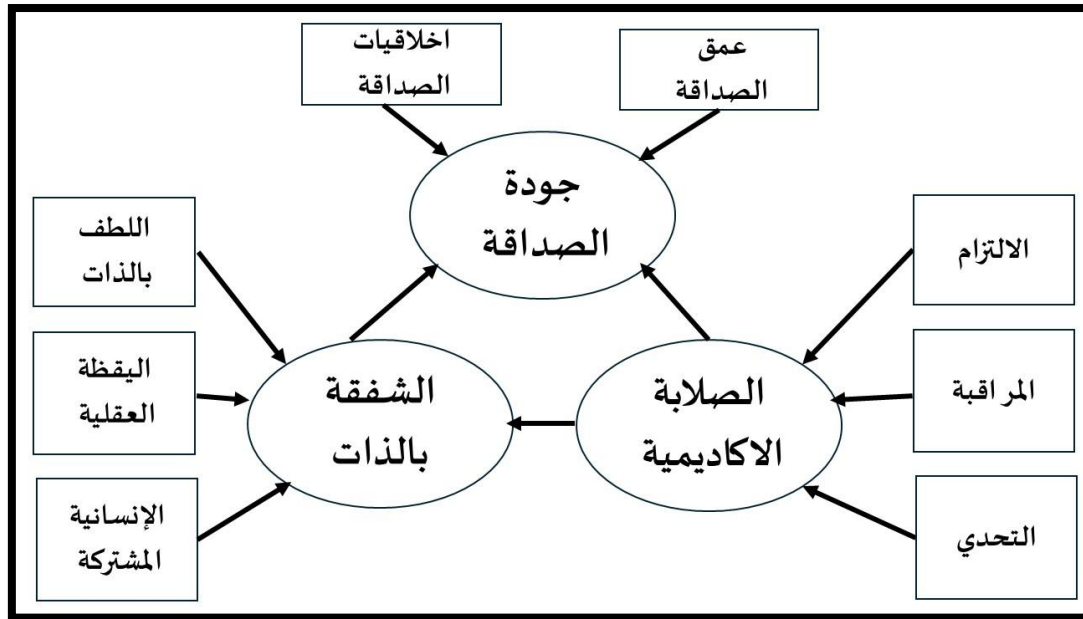 عمق
الصداقة
اخلاقيات
الصداقة
جودة
الصداقة
الالتزام
اللطف
بالذات
المراقبة
اليقظة
العقلية
الصلابة
الاكاديمية
الشفقة
بالذات
التحدي
الإنسانية
المشتركة